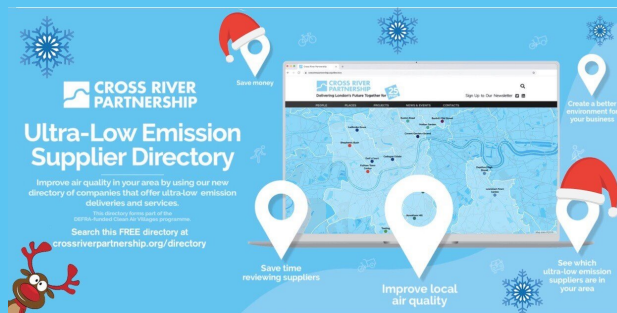 CROSS RIVER
PARTNERSHIP
Ultra-Low Emission
Supplier Directory
Improve air quality in your area by using our new
directory of companies that offer ultra-low emission
deliveries and services.
This directory forms part of the
DEFRA-funded Clean Air Villages programme.
Search this FREE directory at
crossriverpartnership.org/directory
Save money
CROSS RIVER
PARTNERSHIP
Delivering London's Future Together for 25
Sign Up to Our Newsletter
PEOPLE
PLACES
PROJECTS
NEWS & EVENTS
CONTACTS
Create a better
environment for
your business
Save time
reviewing suppliers
Improve local
air quality
See which
ultra-low emission
suppliers are in
your area